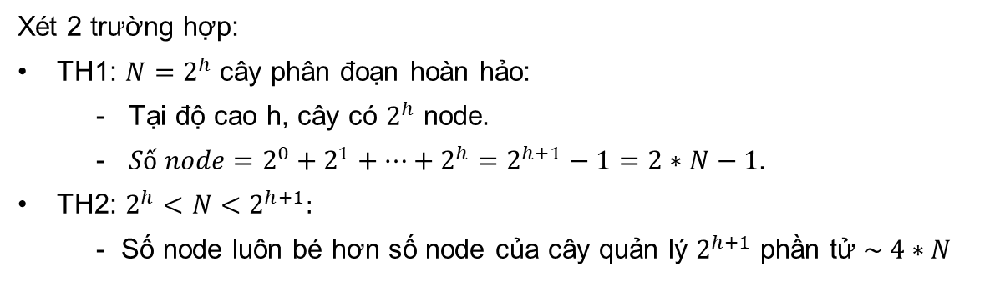 Xét 2 trường hợp:
• TH1: 𝑁 = 2^ℎ cây phân đoạn hoàn hảo:
- Tại độ cao h, cây có 2^ℎ node.
- 𝑆ố 𝑛𝑜𝑑𝑒 = 2^0 + 2^1 + ⋯ + 2^ℎ = 2^{ℎ+1} − 1 = 2 ∗ 𝑁 − 1.
• TH2: 2^ℎ < 𝑁 < 2^{ℎ+1}:
- Số node luôn bé hơn số node của cây quản lý 2^{ℎ+1} phần tử ~ 4 ∗ 𝑁